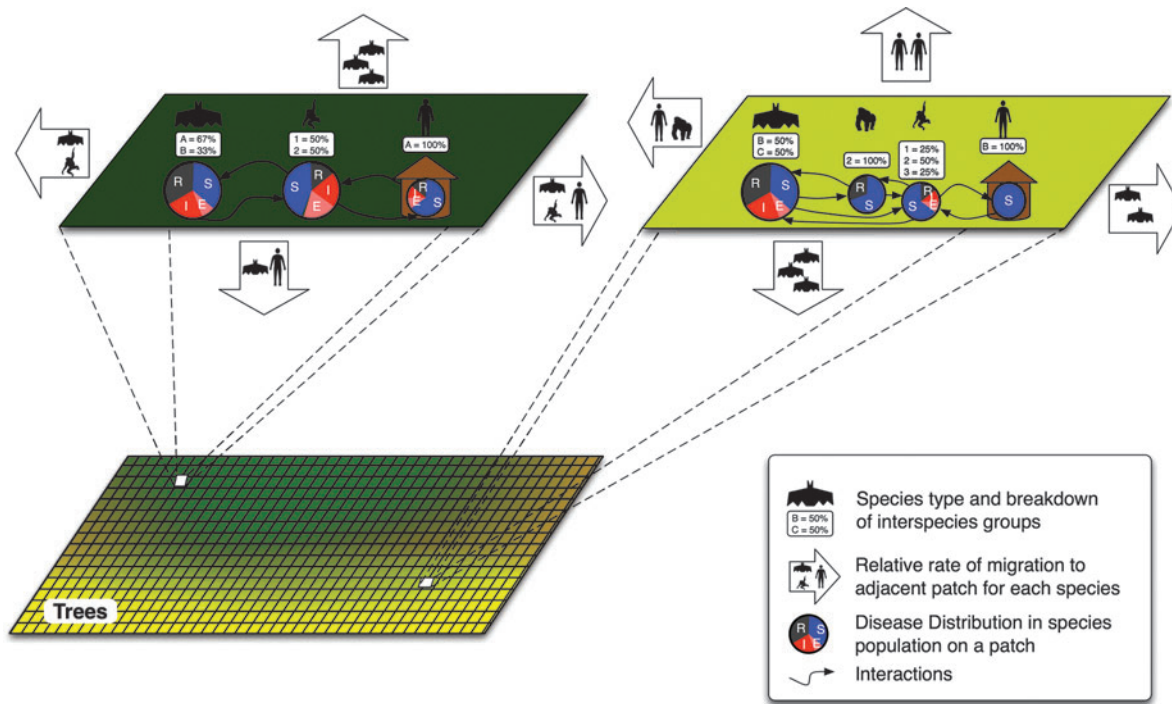 A = 67%
B = 33%
1 = 50%
2 = 50%
A = 100%
R
S
I
E
S
R
I
E
R
E
S
B = 50%
C = 50%
2 = 100%
1 = 25%
2 = 50%
3 = 25%
B = 100%
R
S
I
E
R
S
R
S
E
S
Trees
B = 50%
C = 50%
Species type and breakdown
of interspecies groups
Relative rate of migration to
adjacent patch for each species
R
S
I
E
Disease Distribution in species
population on a patch
Interactions